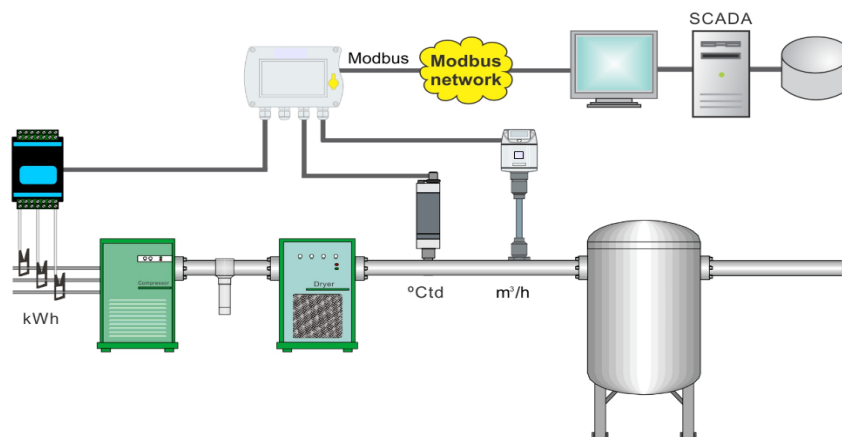 SCADA
Modbus
Modbus
network
Compressor
Dryer
kWh
ºCtd
m³/h